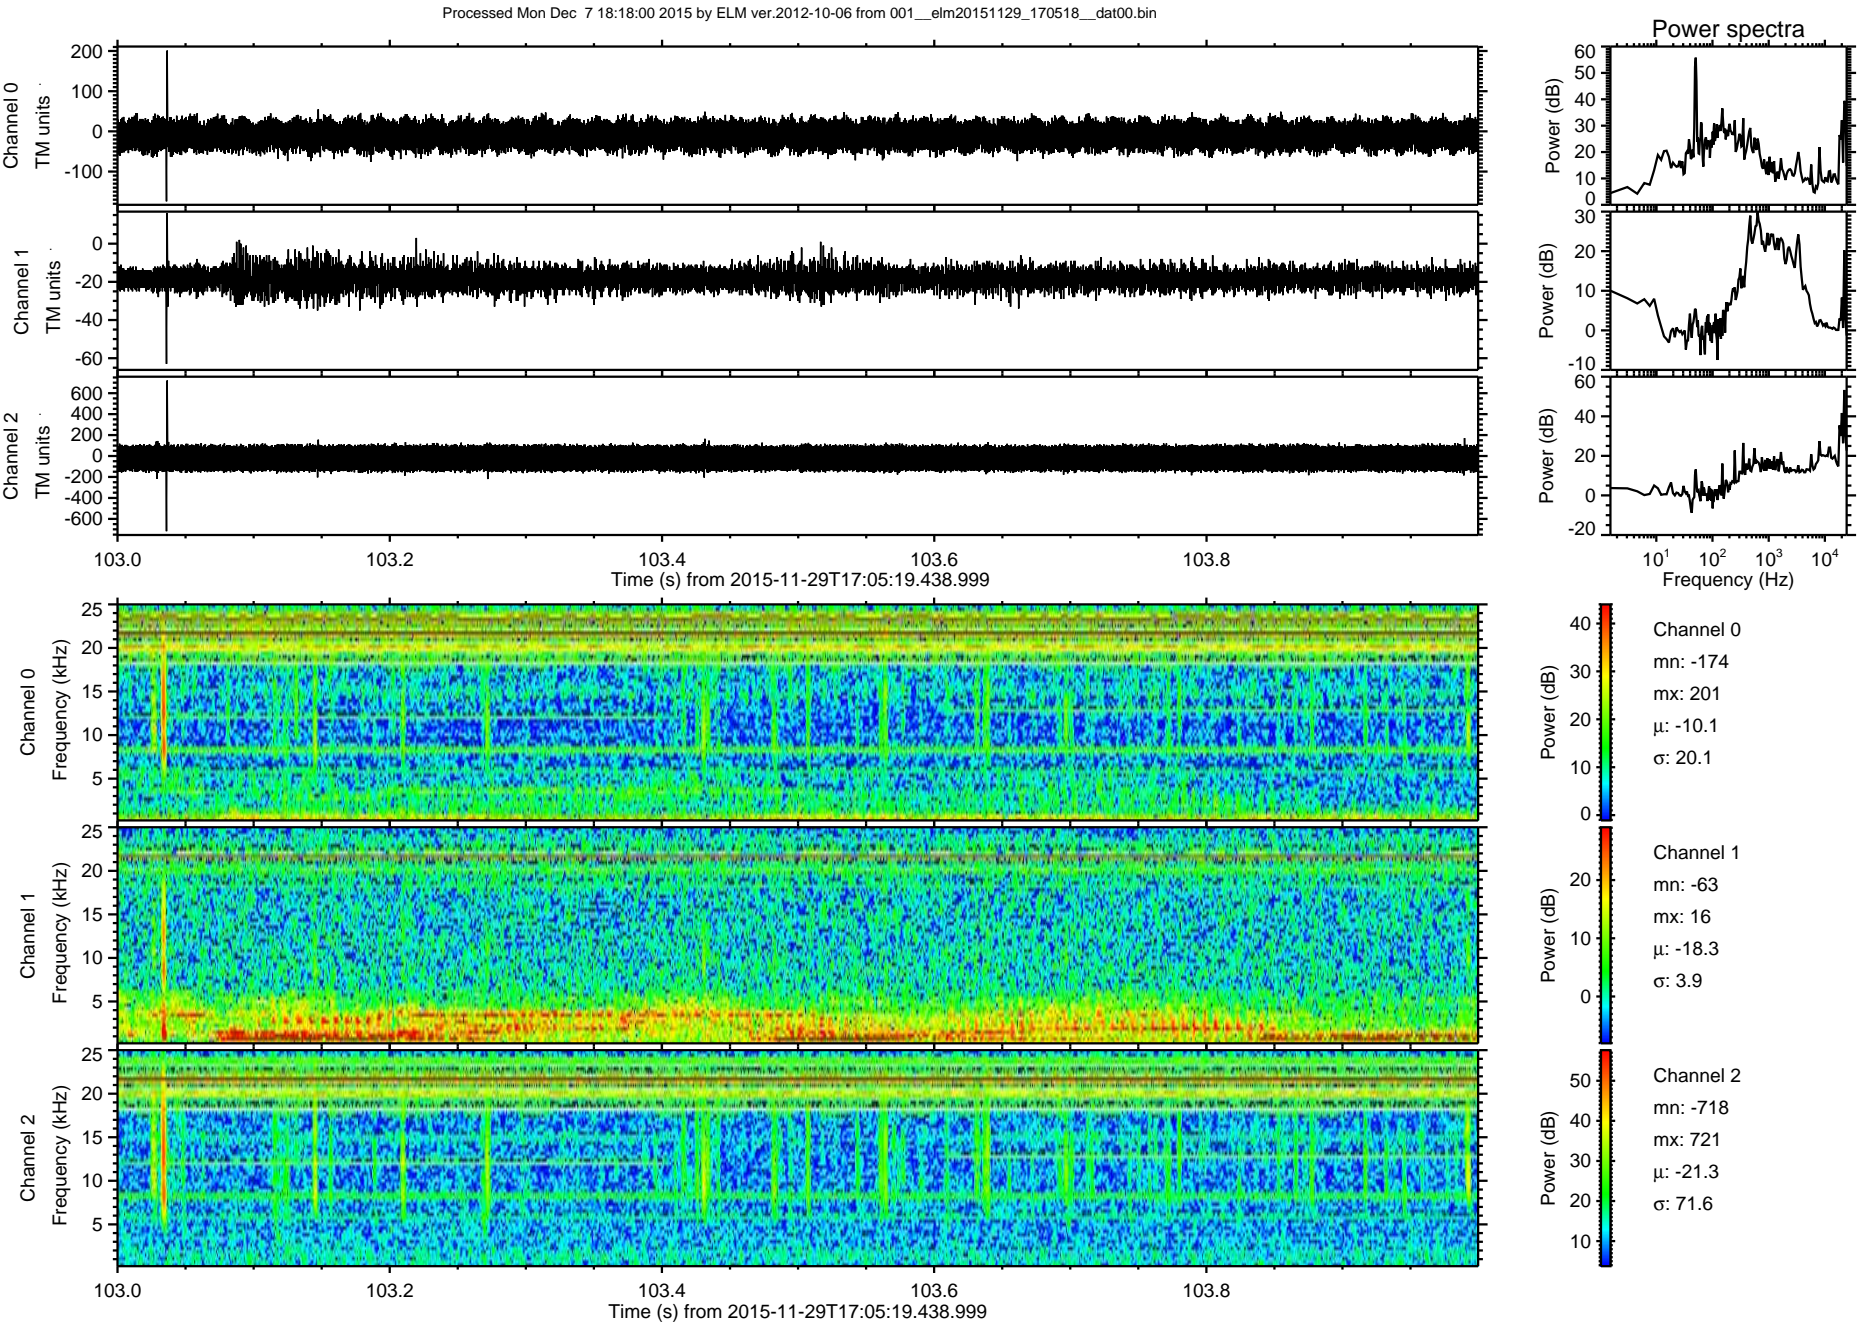 Processed Mon Dec  7 18:18:00 2015 by ELM ver.2012-10-06 from 001__elm20151129_170518__dat00.bin
Power spectra
Channel 0
TM units
200
100
0
-100
Power (dB)
60
50
40
30
20
10
0
Channel 1
TM units
0
-20
-40
-60
Power (dB)
30
20
10
0
-10
Channel 2
TM units
600
400
200
0
-200
-400
-600
Power (dB)
60
40
20
0
-20
103.0 103.2 103.4 103.6 103.8
Time (s) from 2015-11-29T17:05:19.438.999
10¹ 10² 10³ 10⁴
Frequency (Hz)
Channel 0
Frequency (kHz)
25
20
15
10
5
Power (dB)
40
30
20
10
0
Channel 0
mn: -174
mx: 201
μ: -10.1
σ: 20.1
Channel 1
Frequency (kHz)
25
20
15
10
5
Power (dB)
20
10
0
Channel 1
mn: -63
mx: 16
μ: -18.3
σ: 3.9
Channel 2
Frequency (kHz)
25
20
15
10
5
Power (dB)
50
40
30
20
10
Channel 2
mn: -718
mx: 721
μ: -21.3
σ: 71.6
103.0 103.2 103.4 103.6 103.8
Time (s) from 2015-11-29T17:05:19.438.999